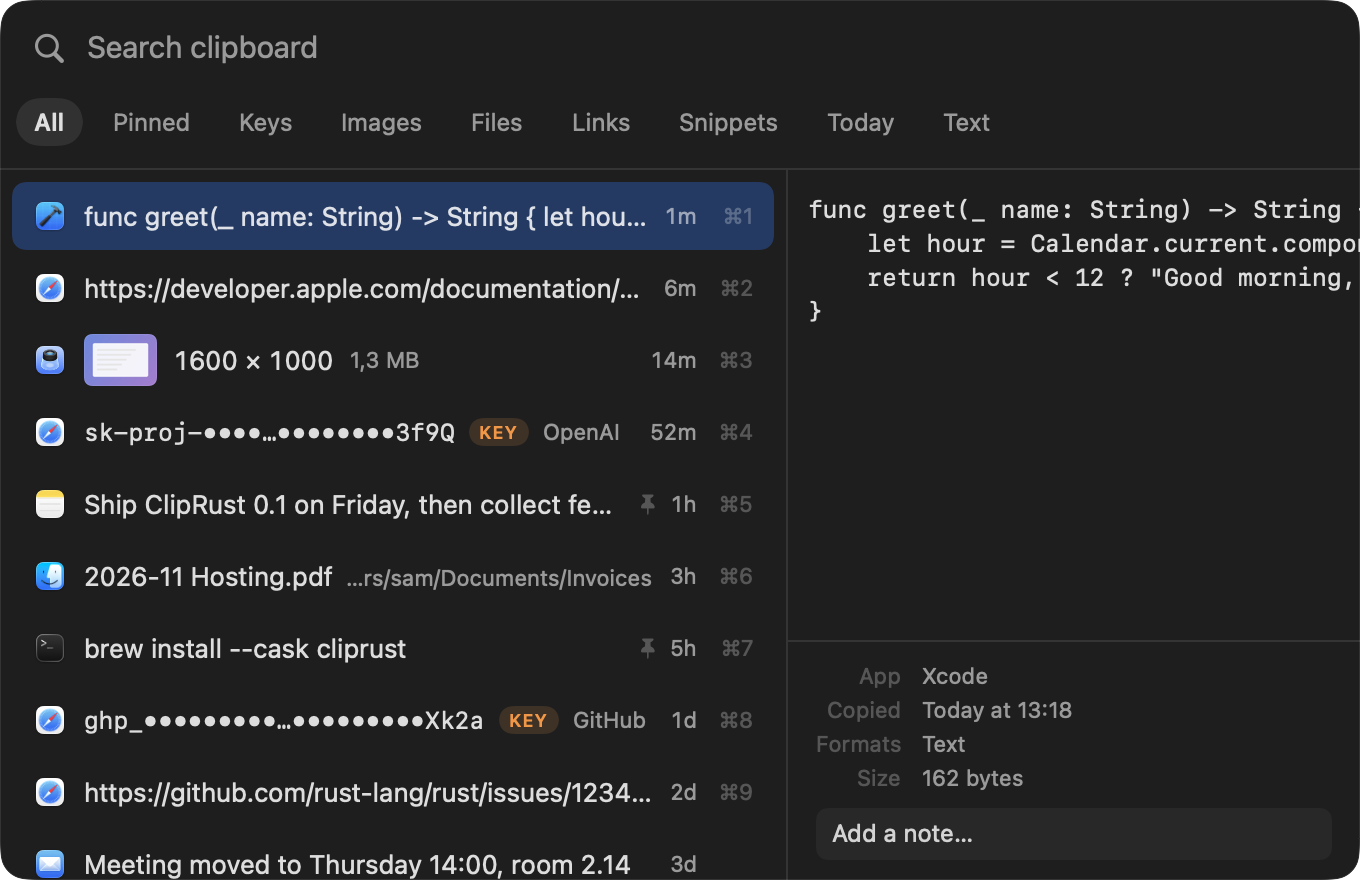 Search clipboard
All Pinned Keys Images Files Links Snippets Today Text
func greet(_ name: String) -> String { let hou... 1m ⌘1
https://developer.apple.com/documentation/... 6m ⌘2
1600 × 1000 1,3 MB 14m ⌘3
sk-proj-●●●●…●●●●●●●●3f9Q KEY OpenAI 52m ⌘4
Ship ClipRust 0.1 on Friday, then collect fe... 1h ⌘5
2026-11 Hosting.pdf ...rs/sam/Documents/Invoices 3h ⌘6
brew install --cask cliprust 5h ⌘7
ghp_●●●●●●●●●…●●●●●●●●●Xk2a KEY GitHub 1d ⌘8
https://github.com/rust-lang/rust/issues/1234... 2d ⌘9
Meeting moved to Thursday 14:00, room 2.14 3d
func greet(_ name: String) -> String
let hour = Calendar.current.compo
return hour < 12 ? "Good morning,
}
App Xcode
Copied Today at 13:18
Formats Text
Size 162 bytes
Add a note...